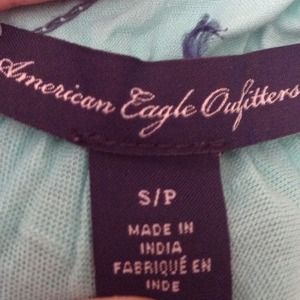 American Eagle Outfitters
S/P
MADE IN
INDIA
FABRIQUÉ EN
INDE